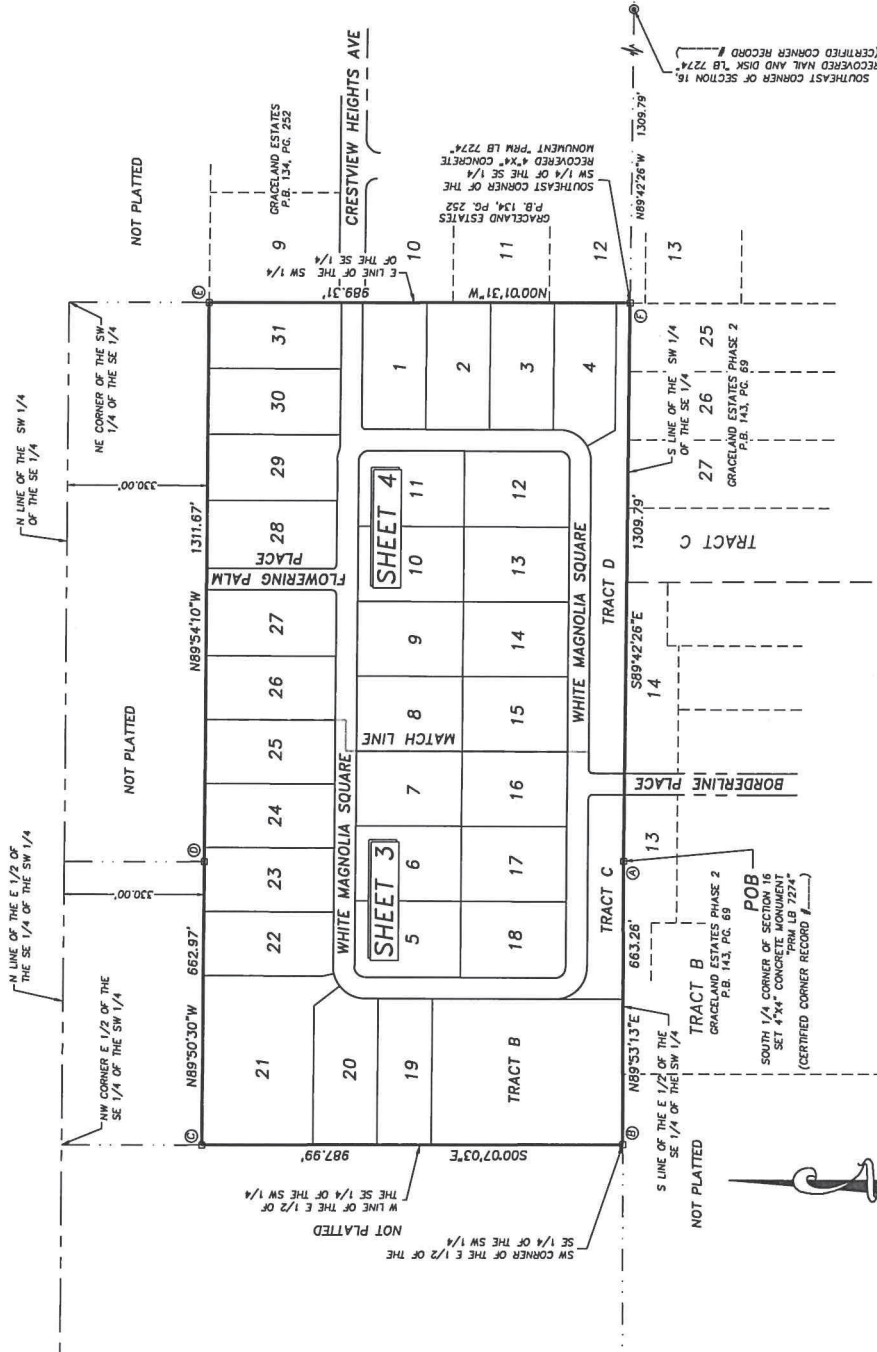 N LINE OF THE E 1/2 OF
THE SE 1/4 OF THE SW 1/4
N LINE OF THE SW 1/4
OF THE SE 1/4
NW CORNER E 1/2 OF THE
SE 1/4 OF THE SW 1/4
NE CORNER OF THE SW
1/4 OF THE SE 1/4
330.00'
330.00'
NOT PLATTED
NOT PLATTED
C
N89°50'30"W
662.97'
D
N89°54'10"W
1311.67'
E
GRACELAND ESTATES
P.B. 134, PG. 252
9
21
22
23
24
25
26
27
FLOWERING PALM
PLACE
28
29
30
31
CRESTVIEW HEIGHTS AVE
WHITE MAGNOLIA SQUARE
SHEET 3
MATCH LINE
SHEET 4
20
19
TRACT B
5
6
7
8
9
10
11
18
17
16
15
14
13
12
1
2
3
4
WHITE MAGNOLIA SQUARE
TRACT C
TRACT D
NOT PLATTED
W LINE OF THE E 1/2 OF
THE SE 1/4 OF THE SW 1/4
S00°07'03"E
987.99'
SW CORNER OF THE E 1/2 OF THE
SE 1/4 OF THE SW 1/4
E LINE OF THE SW 1/4
OF THE SE 1/4
N00°01'31"W
989.31'
10
11
12
13
GRACELAND ESTATES
P.B. 134, PG. 252
SOUTHEAST CORNER OF THE
SW 1/4 OF THE SE 1/4
RECOVERED 4"X4" CONCRETE
MONUMENT "PRM LB 7274"
N89°42'26"W 1309.79'
SOUTHEAST CORNER OF SECTION 16,
RECOVERED NAIL AND DISK "LB 7274"
(CERTIFIED CORNER RECORD #______)
B
N89°53'13"E
663.26'
A
S89°42'26"E
1309.79'
F
S LINE OF THE E 1/2 OF THE
SE 1/4 OF THE SW 1/4
NOT PLATTED
TRACT B
GRACELAND ESTATES PHASE 2
P.B. 143, PG. 69
13
POB
SOUTH 1/4 CORNER OF SECTION 16
SET 4"X4" CONCRETE MONUMENT
"PRM LB 7274"
(CERTIFIED CORNER RECORD #______)
BORDERLINE PLACE
14
TRACT C
S LINE OF THE SW 1/4
OF THE SE 1/4
27
26
25
GRACELAND ESTATES PHASE 2
P.B. 143, PG. 69